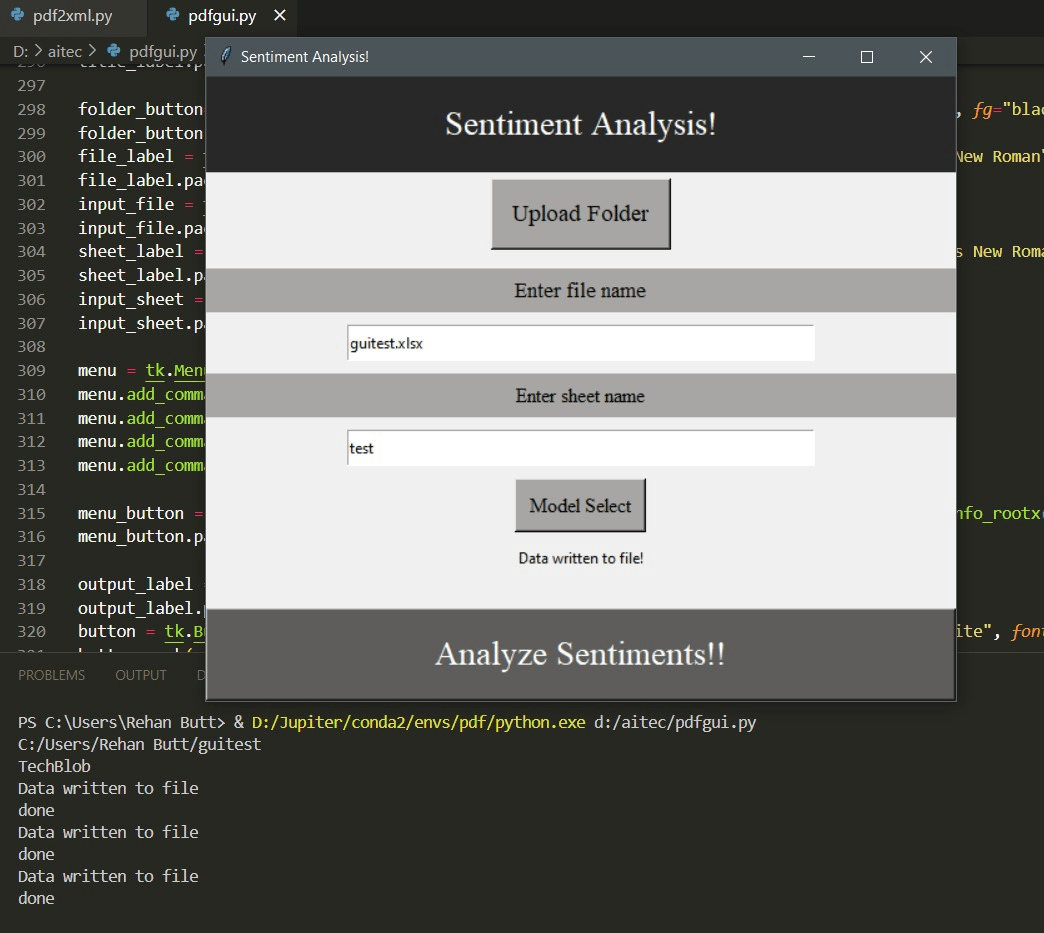 pdf2xml.py pdfgui.py
D: > aitec > pdfgui.py
Sentiment Analysis!
Sentiment Analysis!
Upload Folder
Enter file name
guitest.xlsx
Enter sheet name
test
Model Select
Data written to file!
Analyze Sentiments!!
297
298 folder_button , fg="blac
299 folder_button
300 file_label = New Roman"
301 file_label.pac
302 input_file =
303 input_file.pac
304 sheet_label = s New Roma
305 sheet_label.pa
306 input_sheet =
307 input_sheet.pa
308
309 menu = tk.Menu
310 menu.add_comma
311 menu.add_comma
312 menu.add_comma
313 menu.add_comma
314
315 menu_button = nfo_rootx(
316 menu_button.pa
317
318 output_label
319 output_label.p
320 button = tk.Bu ite", font
PROBLEMS OUTPUT D
PS C:\Users\Rehan Butt> & D:/Jupiter/conda2/envs/pdf/python.exe d:/aitec/pdfgui.py
C:/Users/Rehan Butt/guitest
TechBlob
Data written to file
done
Data written to file
done
Data written to file
done